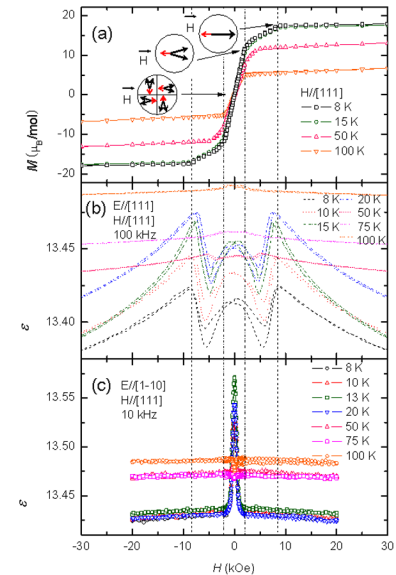 20
(a)
H
10
H
0
H
-10
H//[111]
8 K
15 K
50 K
100 K
-20
M (μB/mol)
(b)
E//[111]
H//[111]
100 kHz
8 K
10 K
15 K
20 K
50 K
75 K
100 K
13.45
13.40
ε
(c)
E//[1-10]
H//[111]
10 kHz
8 K
10 K
13 K
20 K
50 K
75 K
100 K
13.55
13.50
13.45
ε
-30 -20 -10 0 10 20 30
H (kOe)